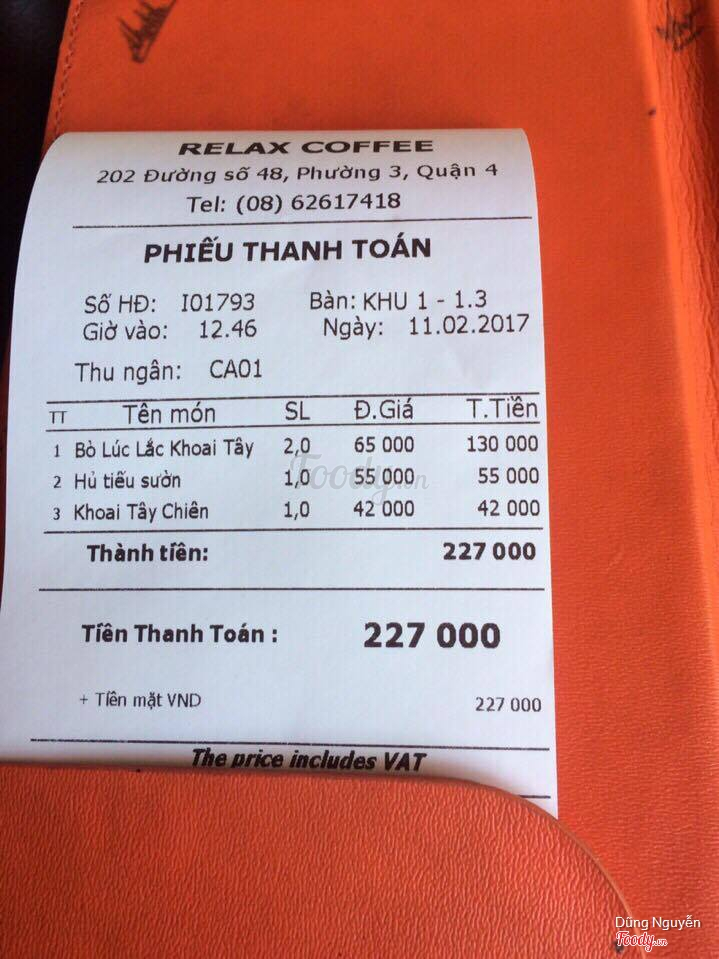 RELAX COFFEE
202 Đường số 48, Phường 3, Quận 4
Tel: (08) 62617418
PHIẾU THANH TOÁN
Số HĐ: I01793 Bàn: KHU 1 - 1.3
Giờ vào: 12.46 Ngày: 11.02.2017
Thu ngân: CA01
TT Tên món SL Đ.Giá T.Tiền
1 Bò Lúc Lắc Khoai Tây 2,0 65 000 130 000
2 Hủ tiếu sườn 1,0 55 000 55 000
3 Khoai Tây Chiên 1,0 42 000 42 000
Foody.vn
Thành tiền: 227 000
Tiền Thanh Toán : 227 000
+ Tiền mặt VND 227 000
The price includes VAT
Dũng Nguyễn
Foody.vn